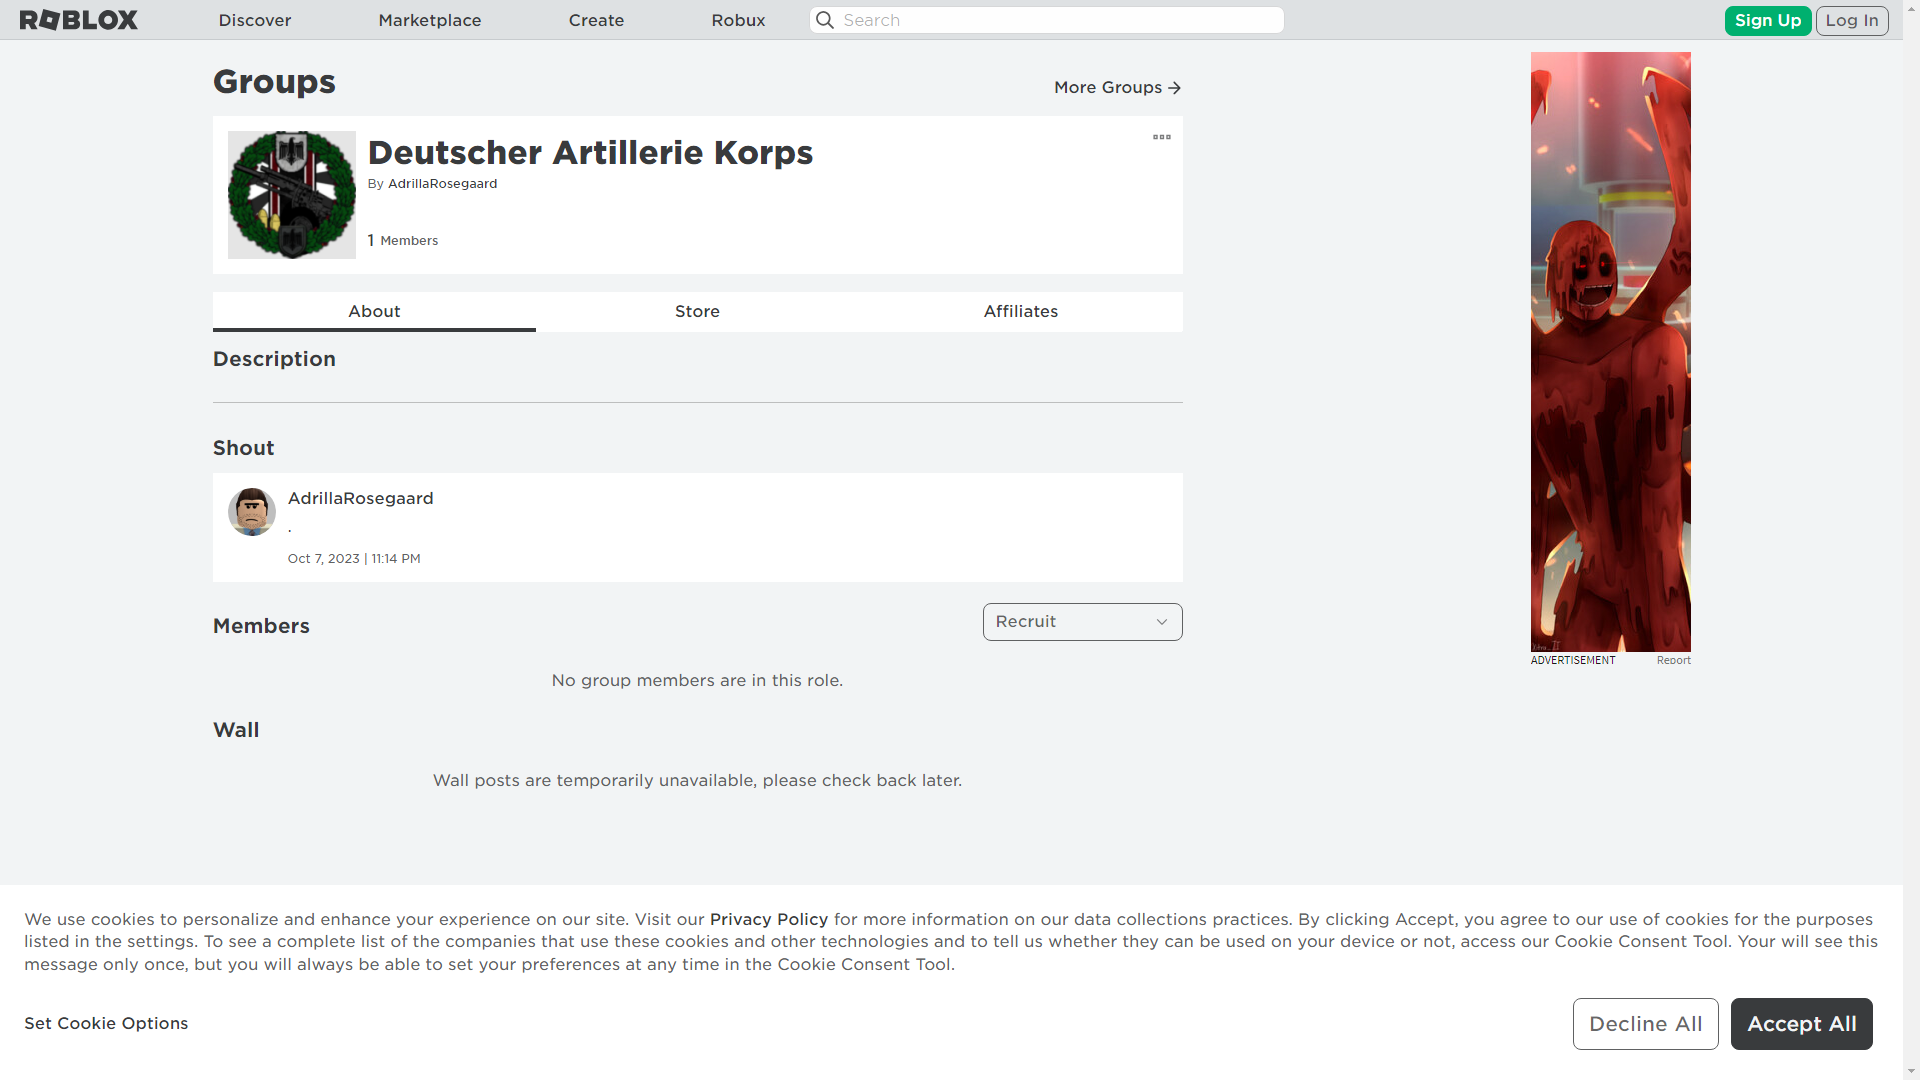 ROBLOX
Discover
Marketplace
Create
Robux
Search
Sign Up
Log In
Groups
More Groups
Deutscher Artillerie Korps
By AdrillaRosegaard
1 Members
About
Store
Affiliates
Description
Shout
AdrillaRosegaard
.
Oct 7, 2023 | 11:14 PM
Members
Recruit
No group members are in this role.
Wall
Wall posts are temporarily unavailable, please check back later.
ADVERTISEMENT
Report
We use cookies to personalize and enhance your experience on our site. Visit our Privacy Policy for more information on our data collections practices. By clicking Accept, you agree to our use of cookies for the purposes
listed in the settings. To see a complete list of the companies that use these cookies and other technologies and to tell us whether they can be used on your device or not, access our Cookie Consent Tool. Your will see this
message only once, but you will always be able to set your preferences at any time in the Cookie Consent Tool.
Set Cookie Options
Decline All
Accept All